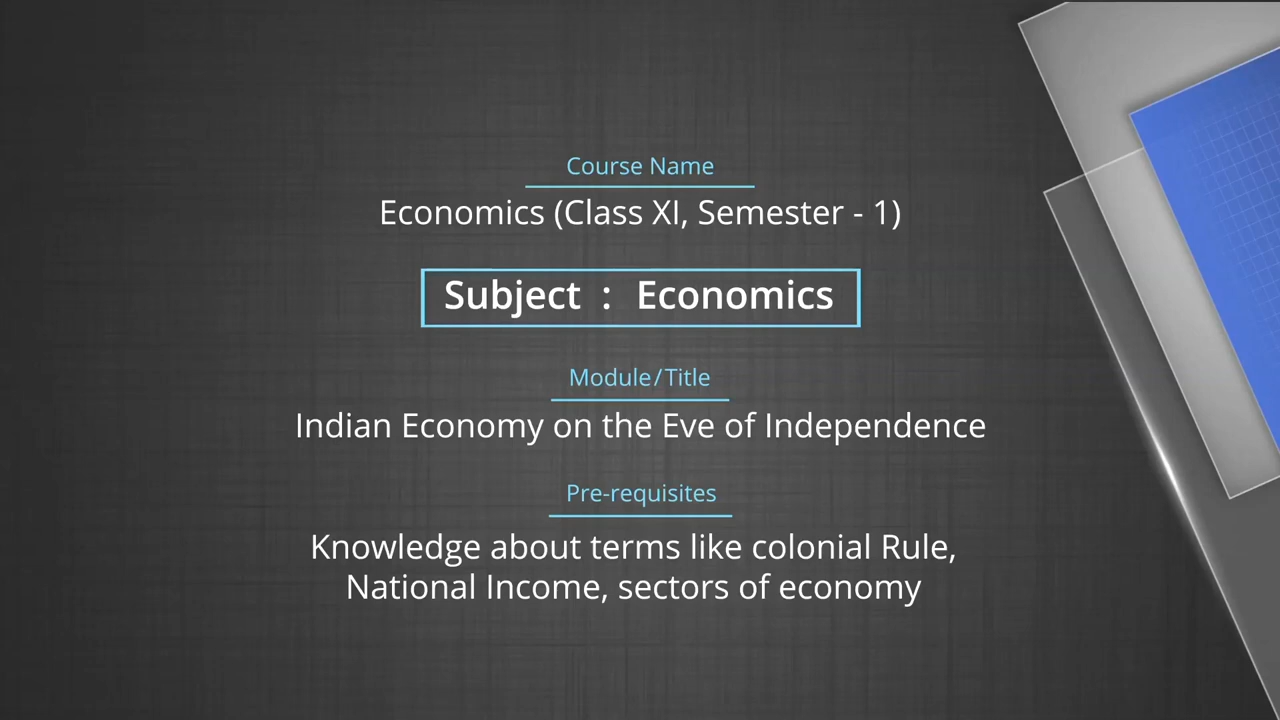 Course Name
Economics (Class XI, Semester - 1)
Subject : Economics
Module/Title
Indian Economy on the Eve of Independence
Pre-requisites
Knowledge about terms like colonial Rule,
National Income, sectors of economy